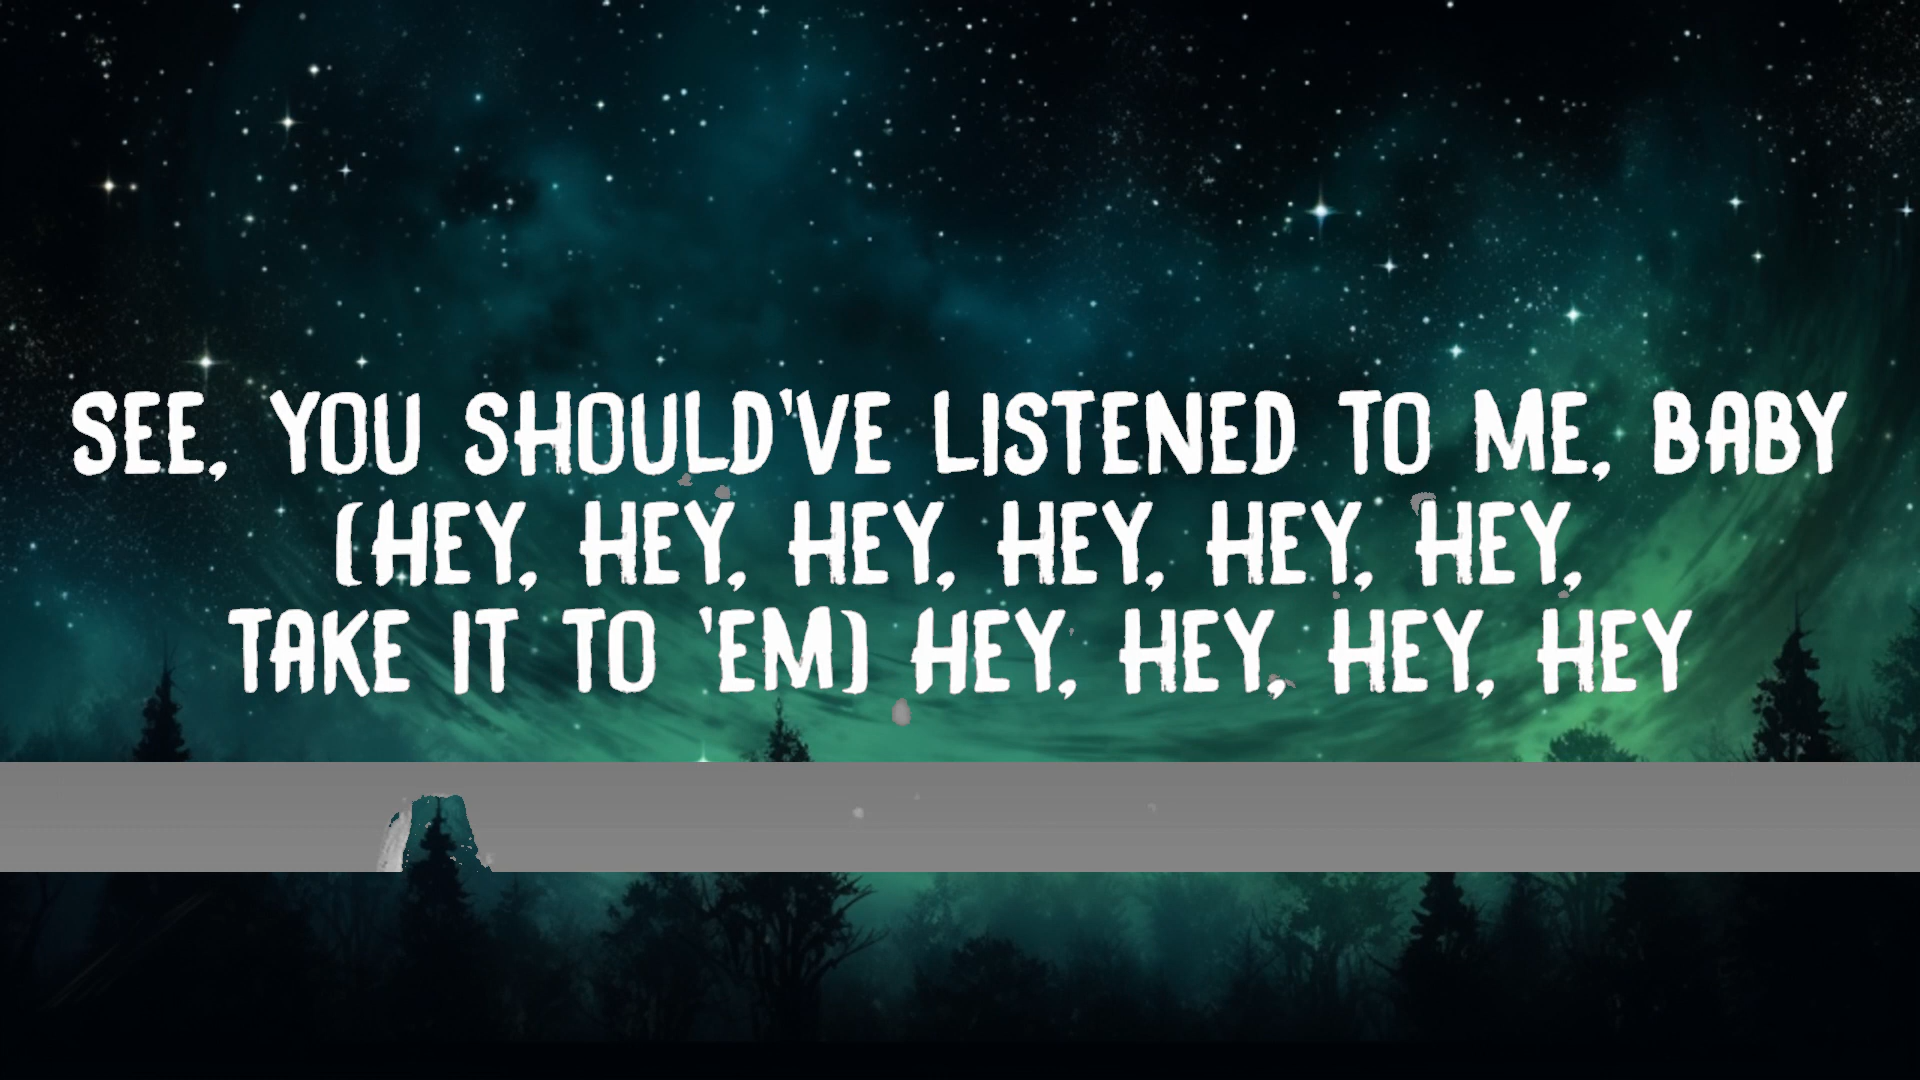 SEE, YOU SHOULD'VE LISTENED TO ME, BABY
(HEY, HEY, HEY, HEY, HEY, HEY,
TAKE IT TO 'EM) HEY, HEY, HEY, HEY